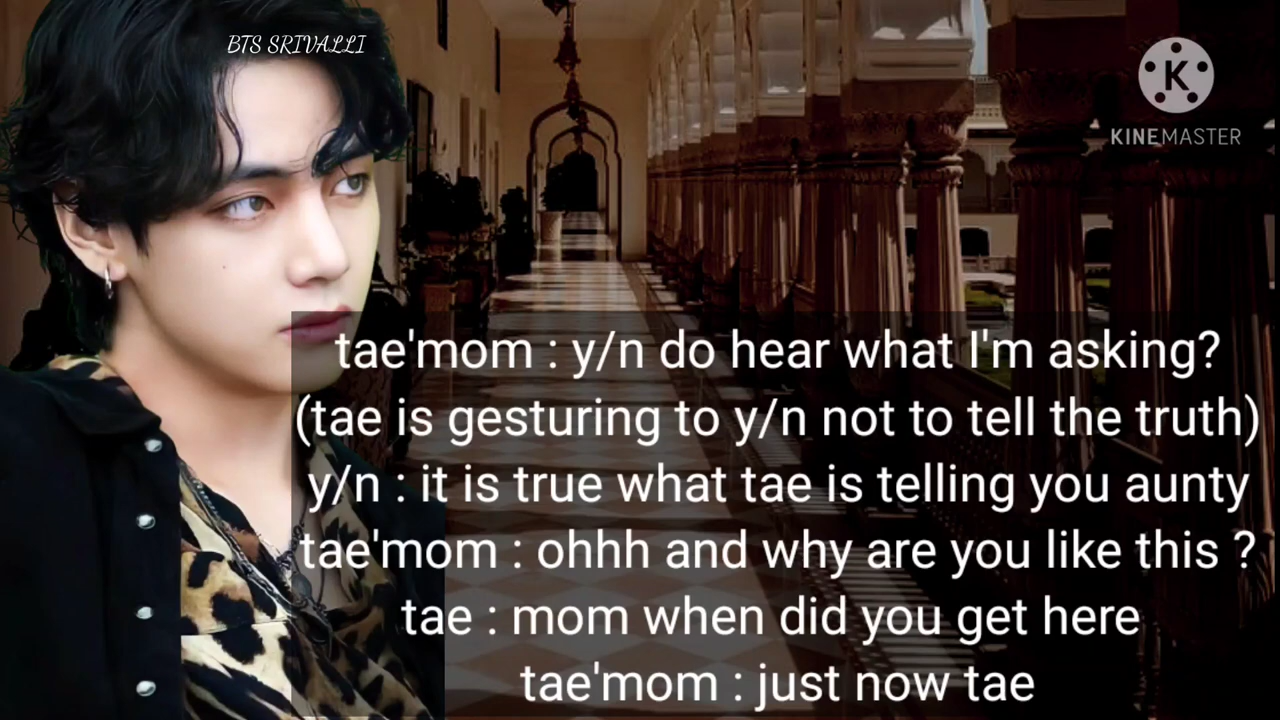 BTS SRIVALLI
K
KINEMASTER
tae'mom : y/n do hear what I'm asking?
(tae is gesturing to y/n not to tell the truth)
y/n : it is true what tae is telling you aunty
tae'mom : ohhh and why are you like this ?
tae : mom when did you get here
tae'mom : just now tae